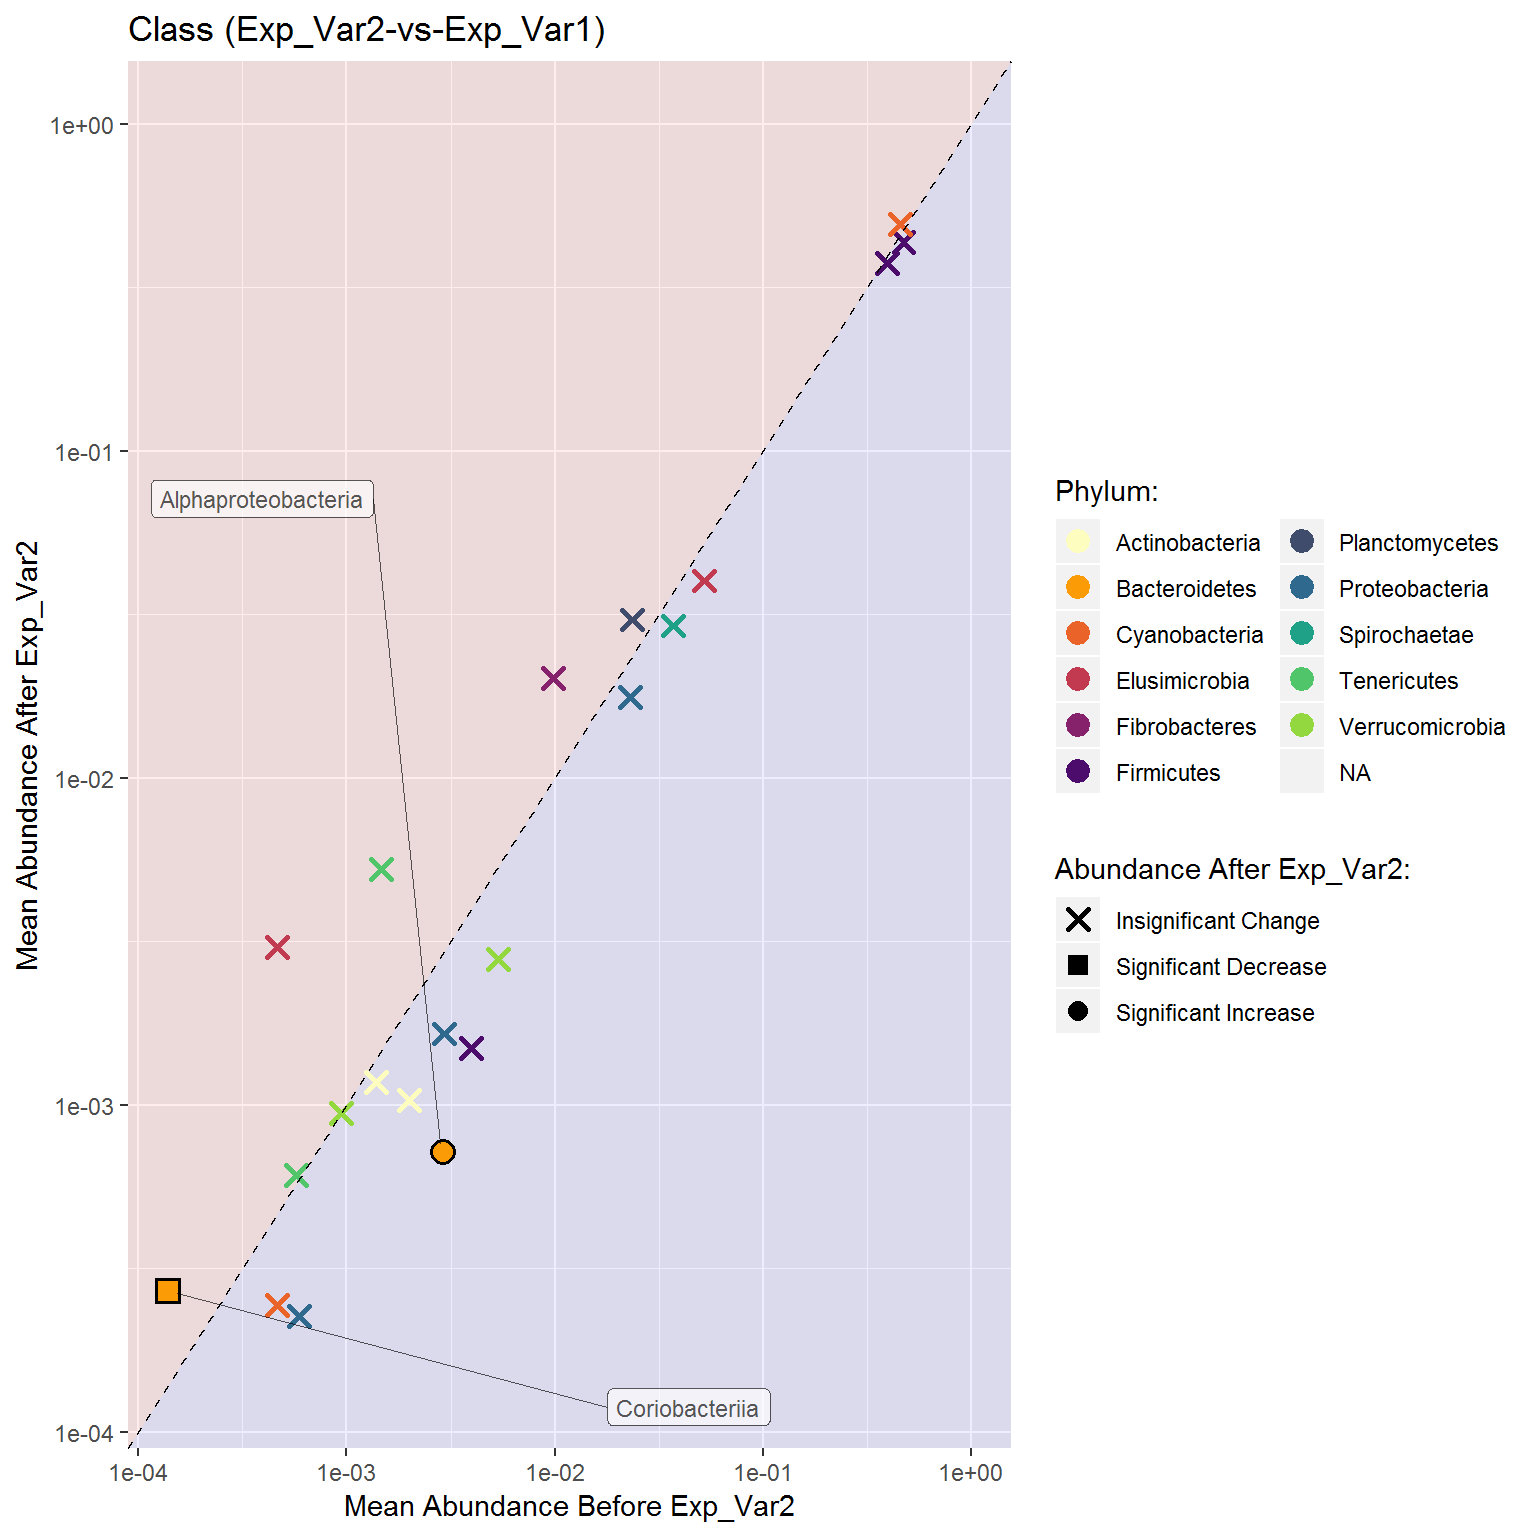 Class (Exp_Var2-vs-Exp_Var1)
Mean Abundance After Exp_Var2
1e+00
1e-01
1e-02
1e-03
1e-04
Alphaproteobacteria
Coriobacteriia
1e-04 1e-03 1e-02 1e-01 1e+00
Mean Abundance Before Exp_Var2
Phylum:
Actinobacteria
Bacteroidetes
Cyanobacteria
Elusimicrobia
Fibrobacteres
Firmicutes
Planctomycetes
Proteobacteria
Spirochaetae
Tenericutes
Verrucomicrobia
NA
Abundance After Exp_Var2:
Insignificant Change
Significant Decrease
Significant Increase